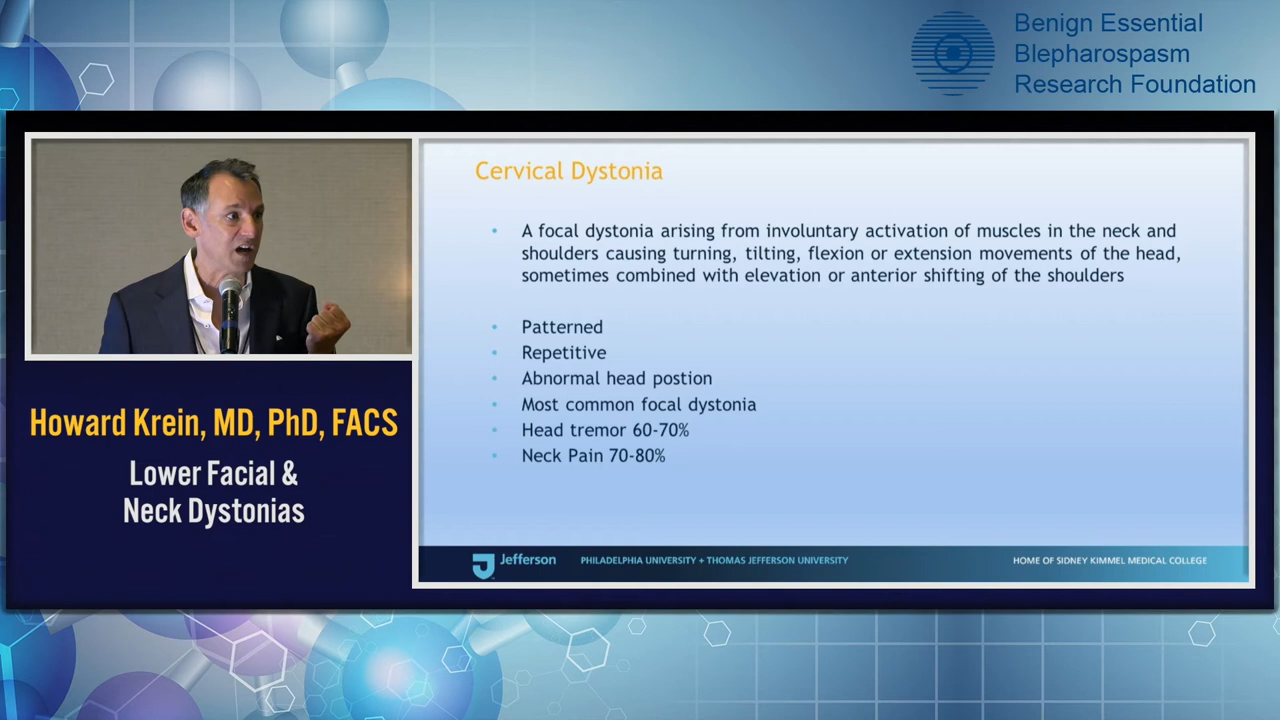 Benign Essential
Blepharospasm
Research Foundation
Cervical Dystonia
• A focal dystonia arising from involuntary activation of muscles in the neck and
shoulders causing turning, tilting, flexion or extension movements of the head,
sometimes combined with elevation or anterior shifting of the shoulders
• Patterned
• Repetitive
• Abnormal head postion
• Most common focal dystonia
• Head tremor 60-70%
• Neck Pain 70-80%
Howard Krein, MD, PhD, FACS
Lower Facial &
Neck Dystonias
Jefferson
PHILADELPHIA UNIVERSITY + THOMAS JEFFERSON UNIVERSITY
HOME OF SIDNEY KIMMEL MEDICAL COLLEGE